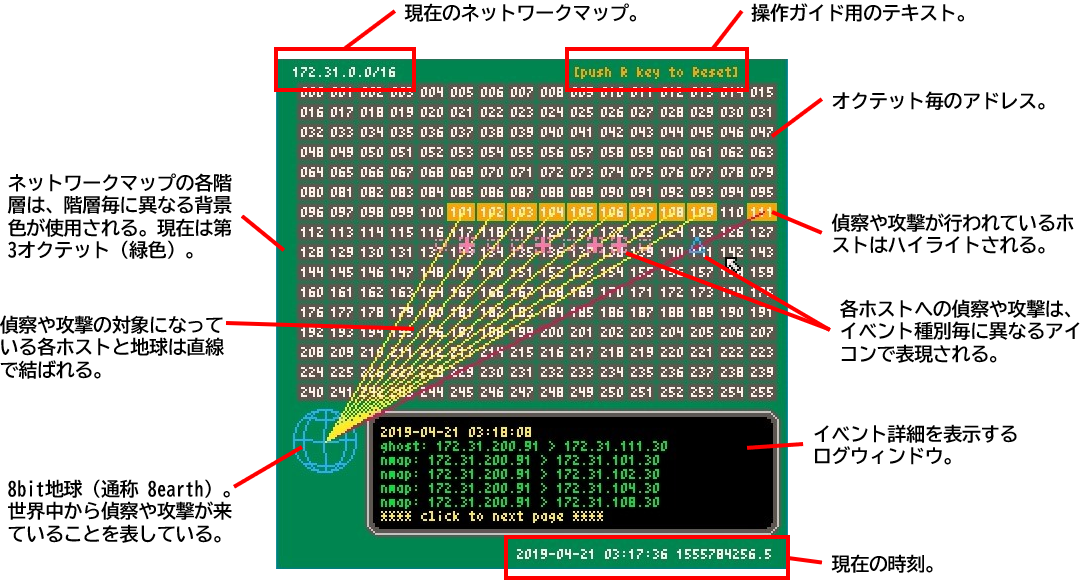 現在のネットワークマップ。
操作ガイド用のテキスト。
172.31.0.0/16
[push R key to Reset]
000 001 002 003 004 005 006 007 008 009 010 011 012 013 014 015
016 017 018 019 020 021 022 023 024 025 026 027 028 029 030 031
032 033 034 035 036 037 038 039 040 041 042 043 044 045 046 047
048 049 050 051 052 053 054 055 056 057 058 059 060 061 062 063
064 065 066 067 068 069 070 071 072 073 074 075 076 077 078 079
080 081 082 083 084 085 086 087 088 089 090 091 092 093 094 095
096 097 098 099 100 101 102 103 104 105 106 107 108 109 110 111
112 113 114 115 116 117 118 119 120 121 122 123 124 125 126 127
128 129 130 131 132 133 134 135 136 139 140 142 143
144 145 146 147 148 149 150 151 152 153 154 155 156 157 158 159
160 161 162 163 164 165 166 167 168 169 170 171 172 173 174 175
176 177 178 179 180 181 182 183 184 185 186 187 188 189 190 191
192 193 194 195 196 197 198 199 200 201 202 203 204 205 206 207
208 209 210 211 212 213 214 215 216 217 218 219 220 221 222 223
224 225 226 227 228 229 230 231 232 233 234 235 236 237 238 239
240 241 242 243 244 245 246 247 248 249 250 251 252 253 254 255
オクテット毎のアドレス。
ネットワークマップの各階
層は、階層毎に異なる背景
色が使用される。現在は第
3オクテット（緑色）。
偵察や攻撃が行われているホ
ストはハイライトされる。
各ホストへの偵察や攻撃は、
イベント種別毎に異なるアイ
コンで表現される。
偵察や攻撃の対象になって
いる各ホストと地球は直線
で結ばれる。
2019-04-21 03:18:08
ghost: 172.31.200.91 > 172.31.111.30
nmap: 172.31.200.91 > 172.31.101.30
nmap: 172.31.200.91 > 172.31.102.30
nmap: 172.31.200.91 > 172.31.104.30
nmap: 172.31.200.91 > 172.31.108.30
**** click to next page ****
イベント詳細を表示する
ログウィンドウ。
8bit地球（通称 8earth）。
世界中から偵察や攻撃が来
ていることを表している。
2019-04-21 03:17:36 1555784256.5
現在の時刻。